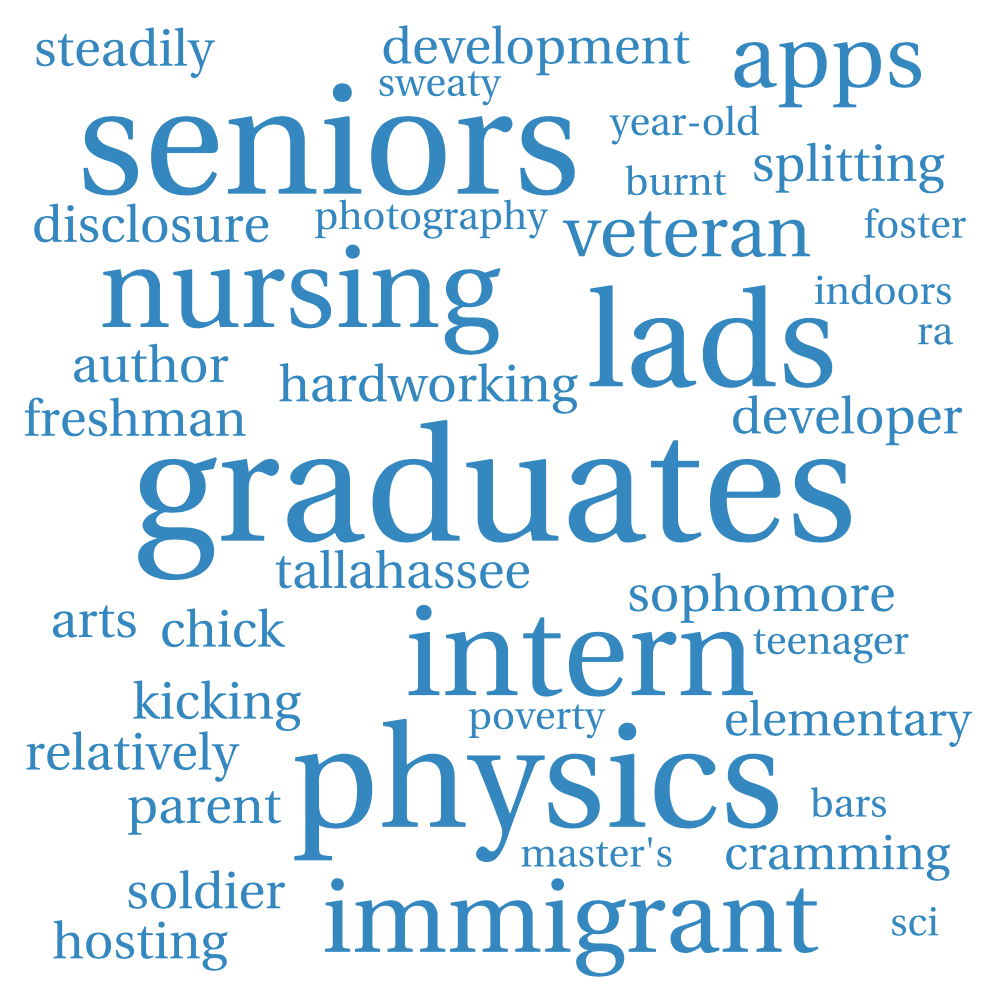 steadily
development
apps
sweaty
seniors
year-old
splitting
burnt
disclosure
photography
veteran
foster
nursing
indoors
lads
ra
author
hardworking
freshman
developer
graduates
tallahassee
sophomore
arts
chick
intern
teenager
kicking
poverty
elementary
relatively
physics
parent
bars
master's
cramming
soldier
immigrant
sci
hosting